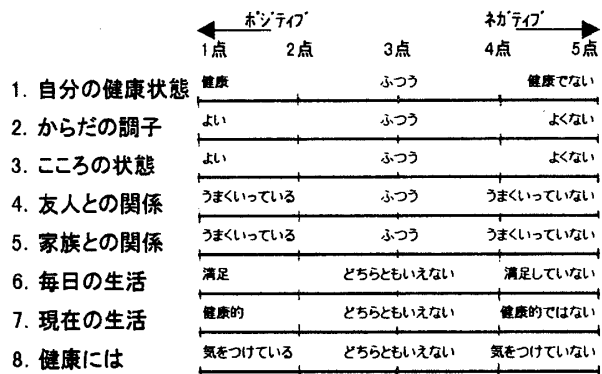 ポジティブ ネガティブ
1点 2点 3点 4点 5点
1. 自分の健康状態 健康 ふつう 健康でない
2. からだの調子 よい ふつう よくない
3. こころの状態 よい ふつう よくない
4. 友人との関係 うまくいっている ふつう うまくいっていない
5. 家族との関係 うまくいっている ふつう うまくいっていない
6. 毎日の生活 満足 どちらともいえない 満足していない
7. 現在の生活 健康的 どちらともいえない 健康的ではない
8. 健康には 気をつけている どちらともいえない 気をつけていない